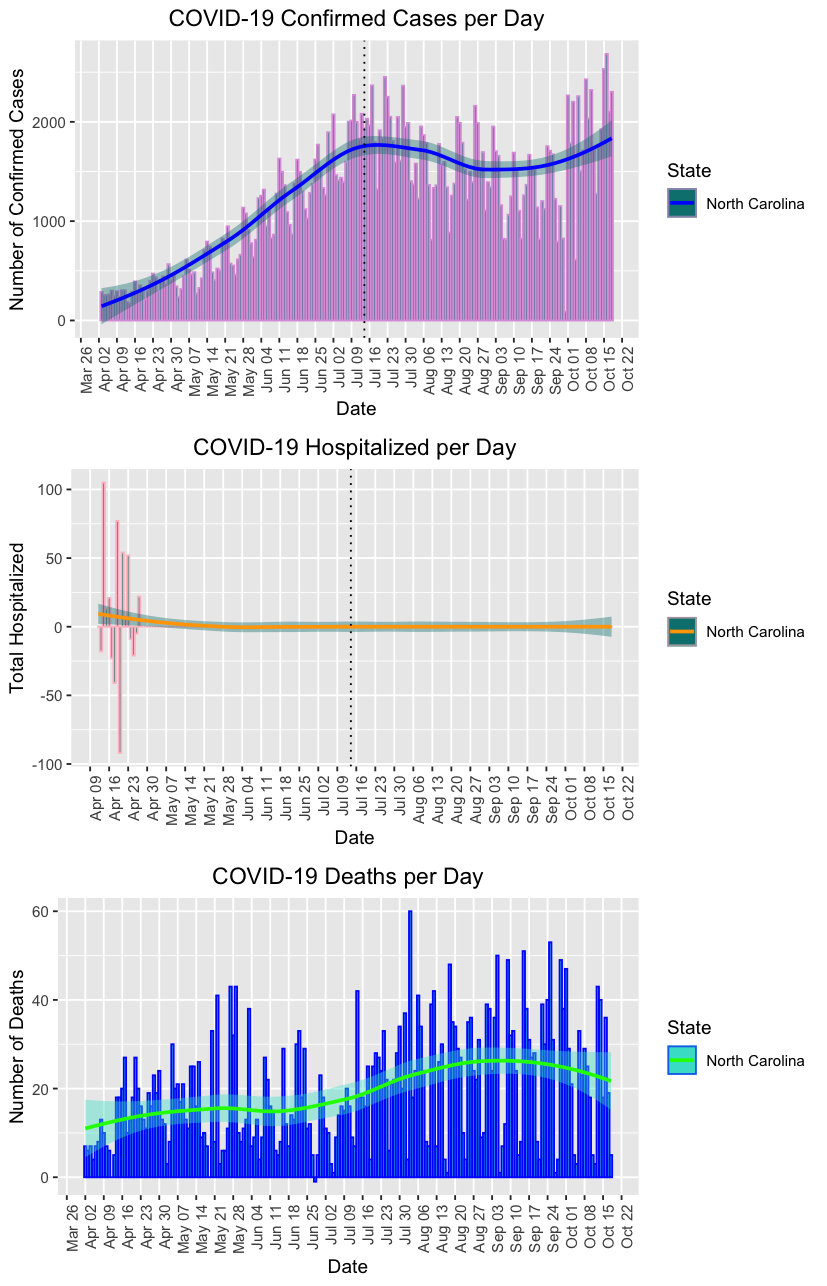 COVID-19 Confirmed Cases per Day
Number of Confirmed Cases
2000
1000
0
Mar 26
Apr 02
Apr 09
Apr 16
Apr 23
Apr 30
May 07
May 14
May 21
May 28
Jun 04
Jun 11
Jun 18
Jun 25
Jul 02
Jul 09
Jul 16
Jul 23
Jul 30
Aug 06
Aug 13
Aug 20
Aug 27
Sep 03
Sep 10
Sep 17
Sep 24
Oct 01
Oct 08
Oct 15
Oct 22
Date
State
North Carolina
COVID-19 Hospitalized per Day
Total Hospitalized
100
50
0
-50
-100
Apr 09
Apr 16
Apr 23
Apr 30
May 07
May 14
May 21
May 28
Jun 04
Jun 11
Jun 18
Jun 25
Jul 02
Jul 09
Jul 16
Jul 23
Jul 30
Aug 06
Aug 13
Aug 20
Aug 27
Sep 03
Sep 10
Sep 17
Sep 24
Oct 01
Oct 08
Oct 15
Oct 22
Date
State
North Carolina
COVID-19 Deaths per Day
Number of Deaths
60
40
20
0
Mar 26
Apr 02
Apr 09
Apr 16
Apr 23
Apr 30
May 07
May 14
May 21
May 28
Jun 04
Jun 11
Jun 18
Jun 25
Jul 02
Jul 09
Jul 16
Jul 23
Jul 30
Aug 06
Aug 13
Aug 20
Aug 27
Sep 03
Sep 10
Sep 17
Sep 24
Oct 01
Oct 08
Oct 15
Oct 22
Date
State
North Carolina